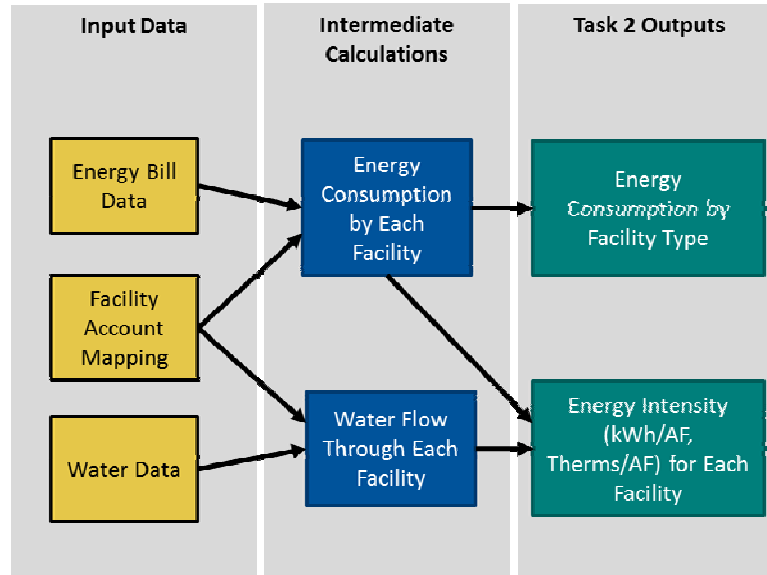 Input Data
Intermediate
Calculations
Task 2 Outputs
Energy Bill
Data
Facility
Account
Mapping
Water Data
Energy
Consumption
by Each
Facility
Water Flow
Through Each
Facility
Energy
Consumption by
Facility Type
Energy Intensity
(kWh/AF,
Therms/AF) for Each
Facility